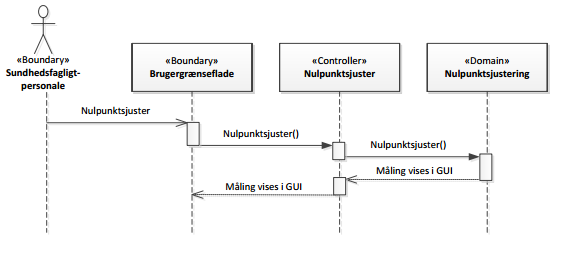 «Boundary»
Sundhedsfagligt-
personale
«Boundary»
Brugergrænseflade
«Controller»
Nulpunktsjuster
«Domain»
Nulpunktsjustering
Nulpunktsjuster
Nulpunktsjuster()
Nulpunktsjuster()
Måling vises i GUI
Måling vises i GUI